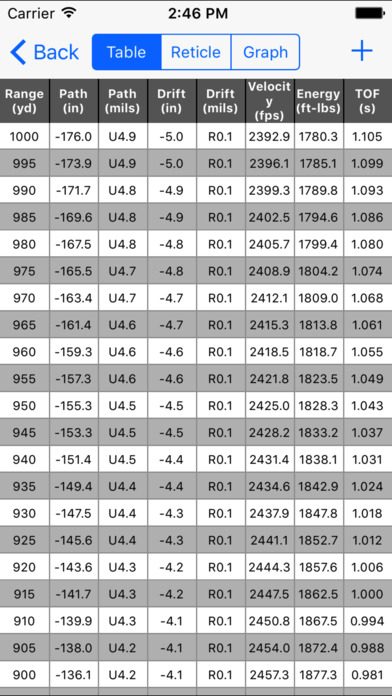 Carrier 2:46 PM
Back Table Reticle Graph +
Range (yd) Path (in) Path (mils) Drift (in) Drift (mils) Velocity (fps) Energy (ft-lbs) TOF (s)
1000 -176.0 U4.9 -5.0 R0.1 2392.9 1780.3 1.105
995 -173.9 U4.9 -5.0 R0.1 2396.1 1785.1 1.099
990 -171.7 U4.8 -4.9 R0.1 2399.3 1789.8 1.093
985 -169.6 U4.8 -4.9 R0.1 2402.5 1794.6 1.086
980 -167.5 U4.8 -4.8 R0.1 2405.7 1799.4 1.080
975 -165.5 U4.7 -4.8 R0.1 2408.9 1804.2 1.074
970 -163.4 U4.7 -4.7 R0.1 2412.1 1809.0 1.068
965 -161.4 U4.6 -4.7 R0.1 2415.3 1813.8 1.061
960 -159.3 U4.6 -4.6 R0.1 2418.5 1818.7 1.055
955 -157.3 U4.6 -4.6 R0.1 2421.8 1823.5 1.049
950 -155.3 U4.5 -4.5 R0.1 2425.0 1828.3 1.043
945 -153.3 U4.5 -4.5 R0.1 2428.2 1833.2 1.037
940 -151.4 U4.5 -4.4 R0.1 2431.4 1838.1 1.031
935 -149.4 U4.4 -4.4 R0.1 2434.6 1842.9 1.024
930 -147.5 U4.4 -4.3 R0.1 2437.9 1847.8 1.018
925 -145.6 U4.4 -4.3 R0.1 2441.1 1852.7 1.012
920 -143.6 U4.3 -4.2 R0.1 2444.3 1857.6 1.006
915 -141.7 U4.3 -4.2 R0.1 2447.5 1862.5 1.000
910 -139.9 U4.3 -4.1 R0.1 2450.8 1867.5 0.994
905 -138.0 U4.2 -4.1 R0.1 2454.0 1872.4 0.988
900 -136.1 U4.2 -4.1 R0.1 2457.3 1877.3 0.981